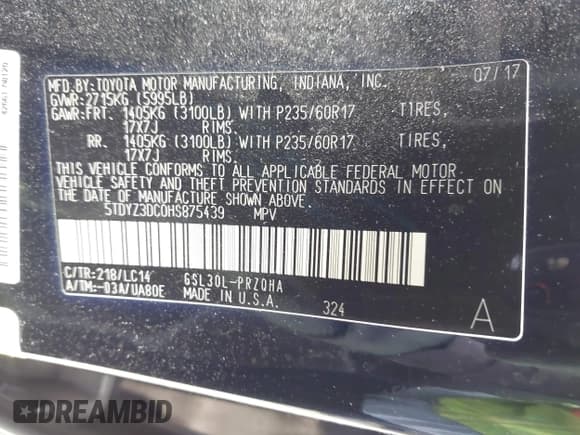 MFD.BY:TOYOTA MOTOR MANUFACTURING, INDIANA, INC. 07/17
GVWR:2715KG (5995LB)
GAWR:FRT. 1405KG (3100LB) WITH P235/60R17 TIRES,
17X7J RIMS.
RR. 1405KG (3100LB) WITH P235/60R17 TIRES,
17X7J RIMS.
THIS VEHICLE CONFORMS TO ALL APPLICABLE FEDERAL MOTOR
VEHICLE SAFETY AND THEFT PREVENTION STANDARDS IN EFFECT ON
THE DATE OF MANUFACTURE SHOWN ABOVE.
5TDYZ3DC0HS875439 MPV
C/TR:218/LC14 GSL30L-PRZQHA
A/TM:-03A/UA80E MADE IN U.S.A. 324 A
DREAMBID